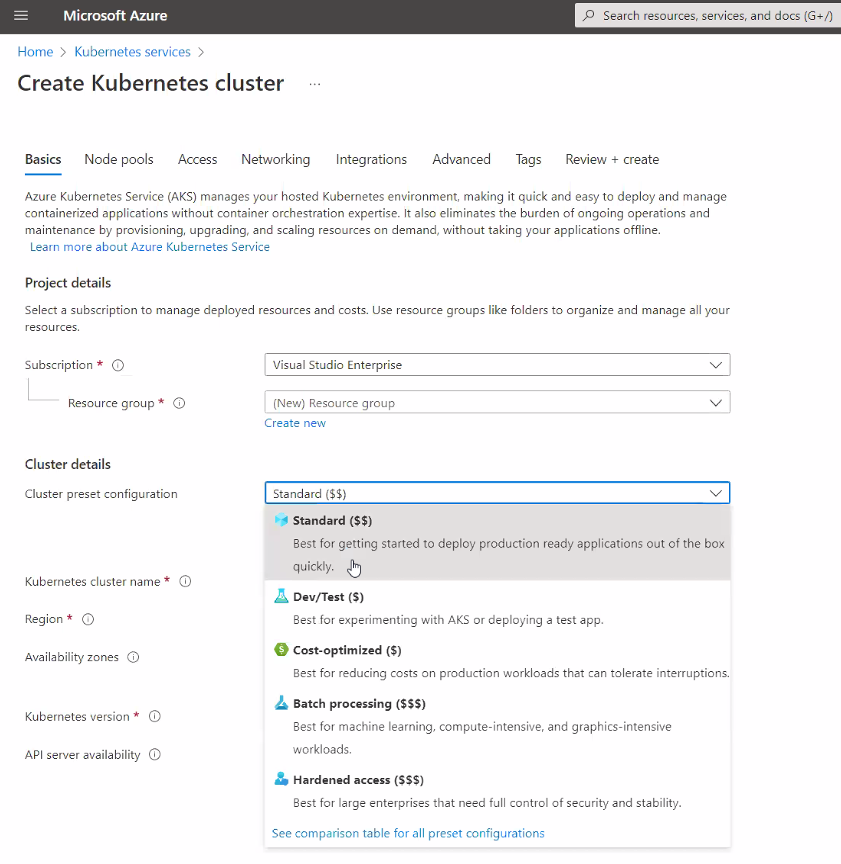 Microsoft Azure
Search resources, services, and docs (G+/)
Home > Kubernetes services >
Create Kubernetes cluster ...
Basics Node pools Access Networking Integrations Advanced Tags Review + create
Azure Kubernetes Service (AKS) manages your hosted Kubernetes environment, making it quick and easy to deploy and manage
containerized applications without container orchestration expertise. It also eliminates the burden of ongoing operations and
maintenance by provisioning, upgrading, and scaling resources on demand, without taking your applications offline.
Learn more about Azure Kubernetes Service
Project details
Select a subscription to manage deployed resources and costs. Use resource groups like folders to organize and manage all your
resources.
Subscription *
Visual Studio Enterprise
Resource group *
(New) Resource group
Create new
Cluster details
Cluster preset configuration
Standard ($$)
Standard ($$)
Best for getting started to deploy production ready applications out of the box
quickly.
Kubernetes cluster name *
Dev/Test ($)
Region *
Best for experimenting with AKS or deploying a test app.
Cost-optimized ($)
Availability zones
Best for reducing costs on production workloads that can tolerate interruptions.
Batch processing ($$$)
Kubernetes version *
Best for machine learning, compute-intensive, and graphics-intensive
workloads.
API server availability
Hardened access ($$$)
Best for large enterprises that need full control of security and stability.
See comparison table for all preset configurations